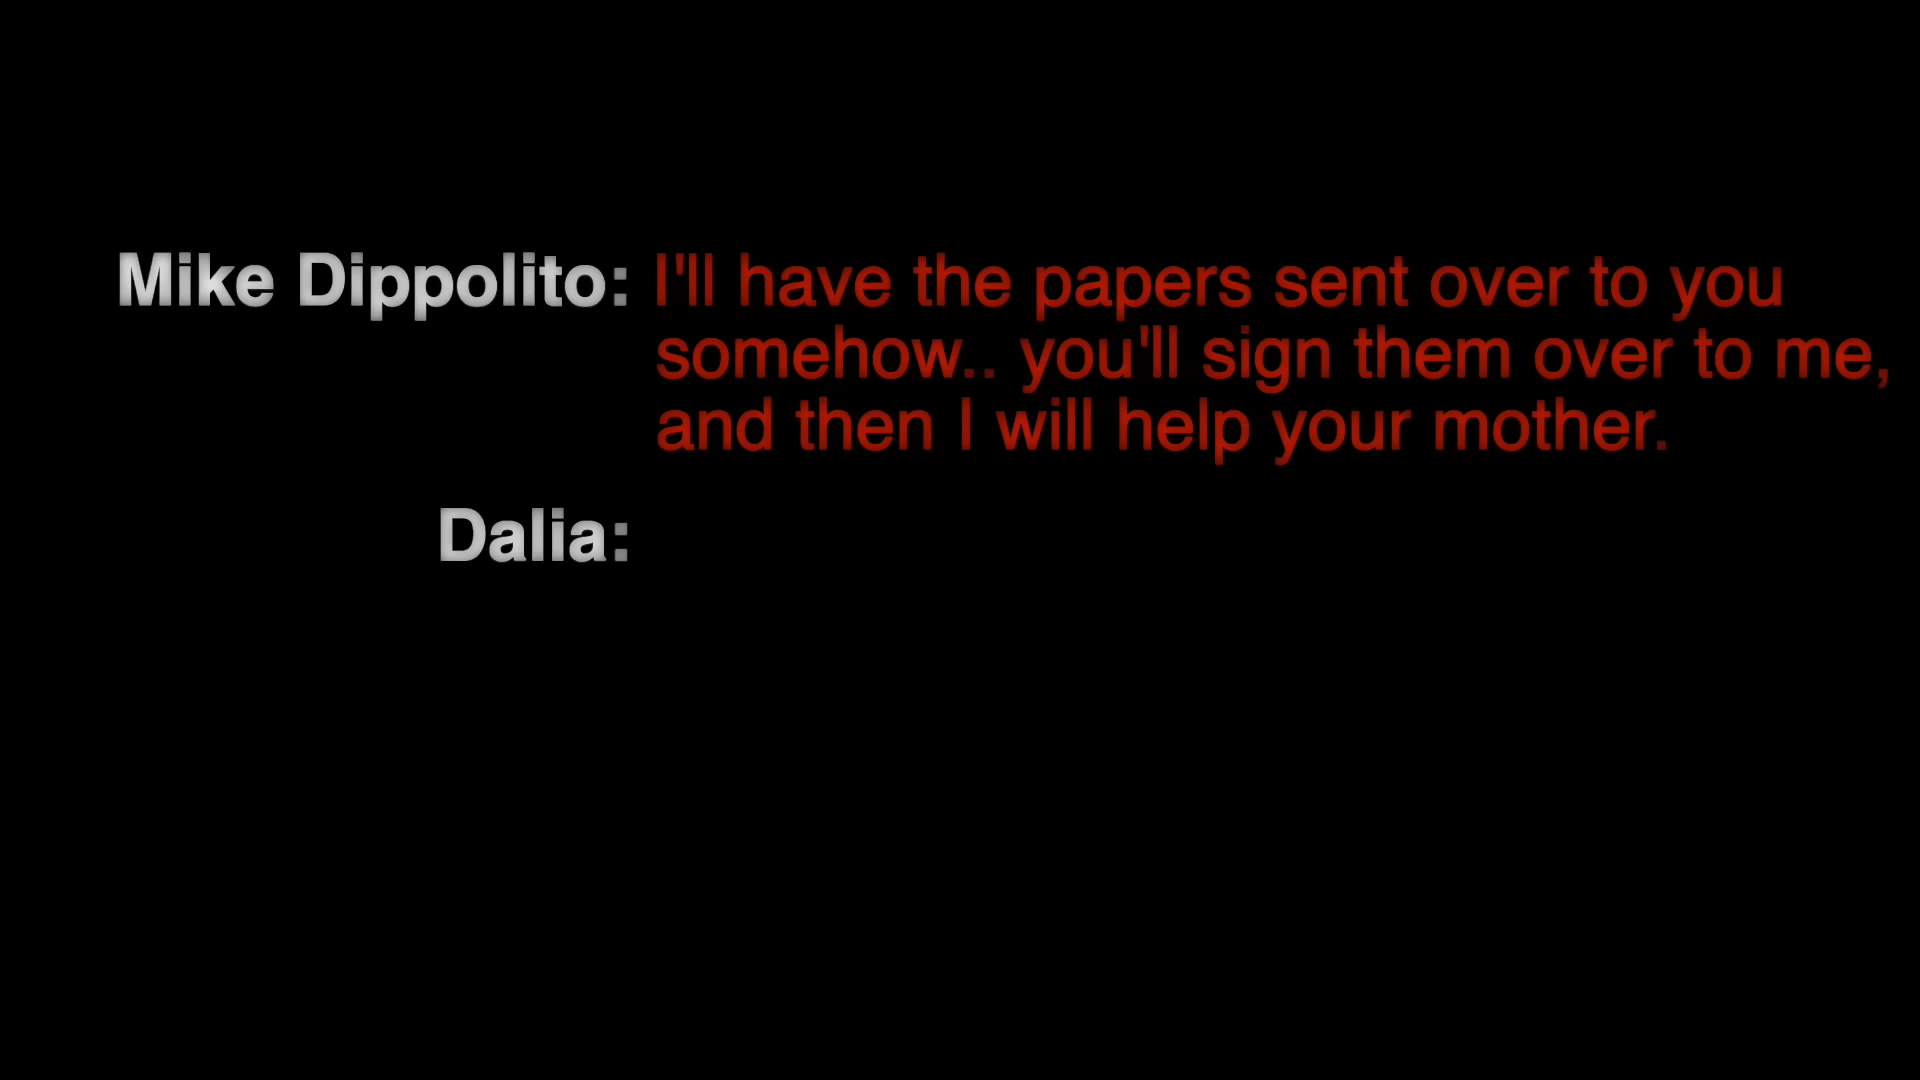 Mike Dippolito: I'll have the papers sent over to you
somehow.. you'll sign them over to me,
and then I will help your mother.
Dalia: